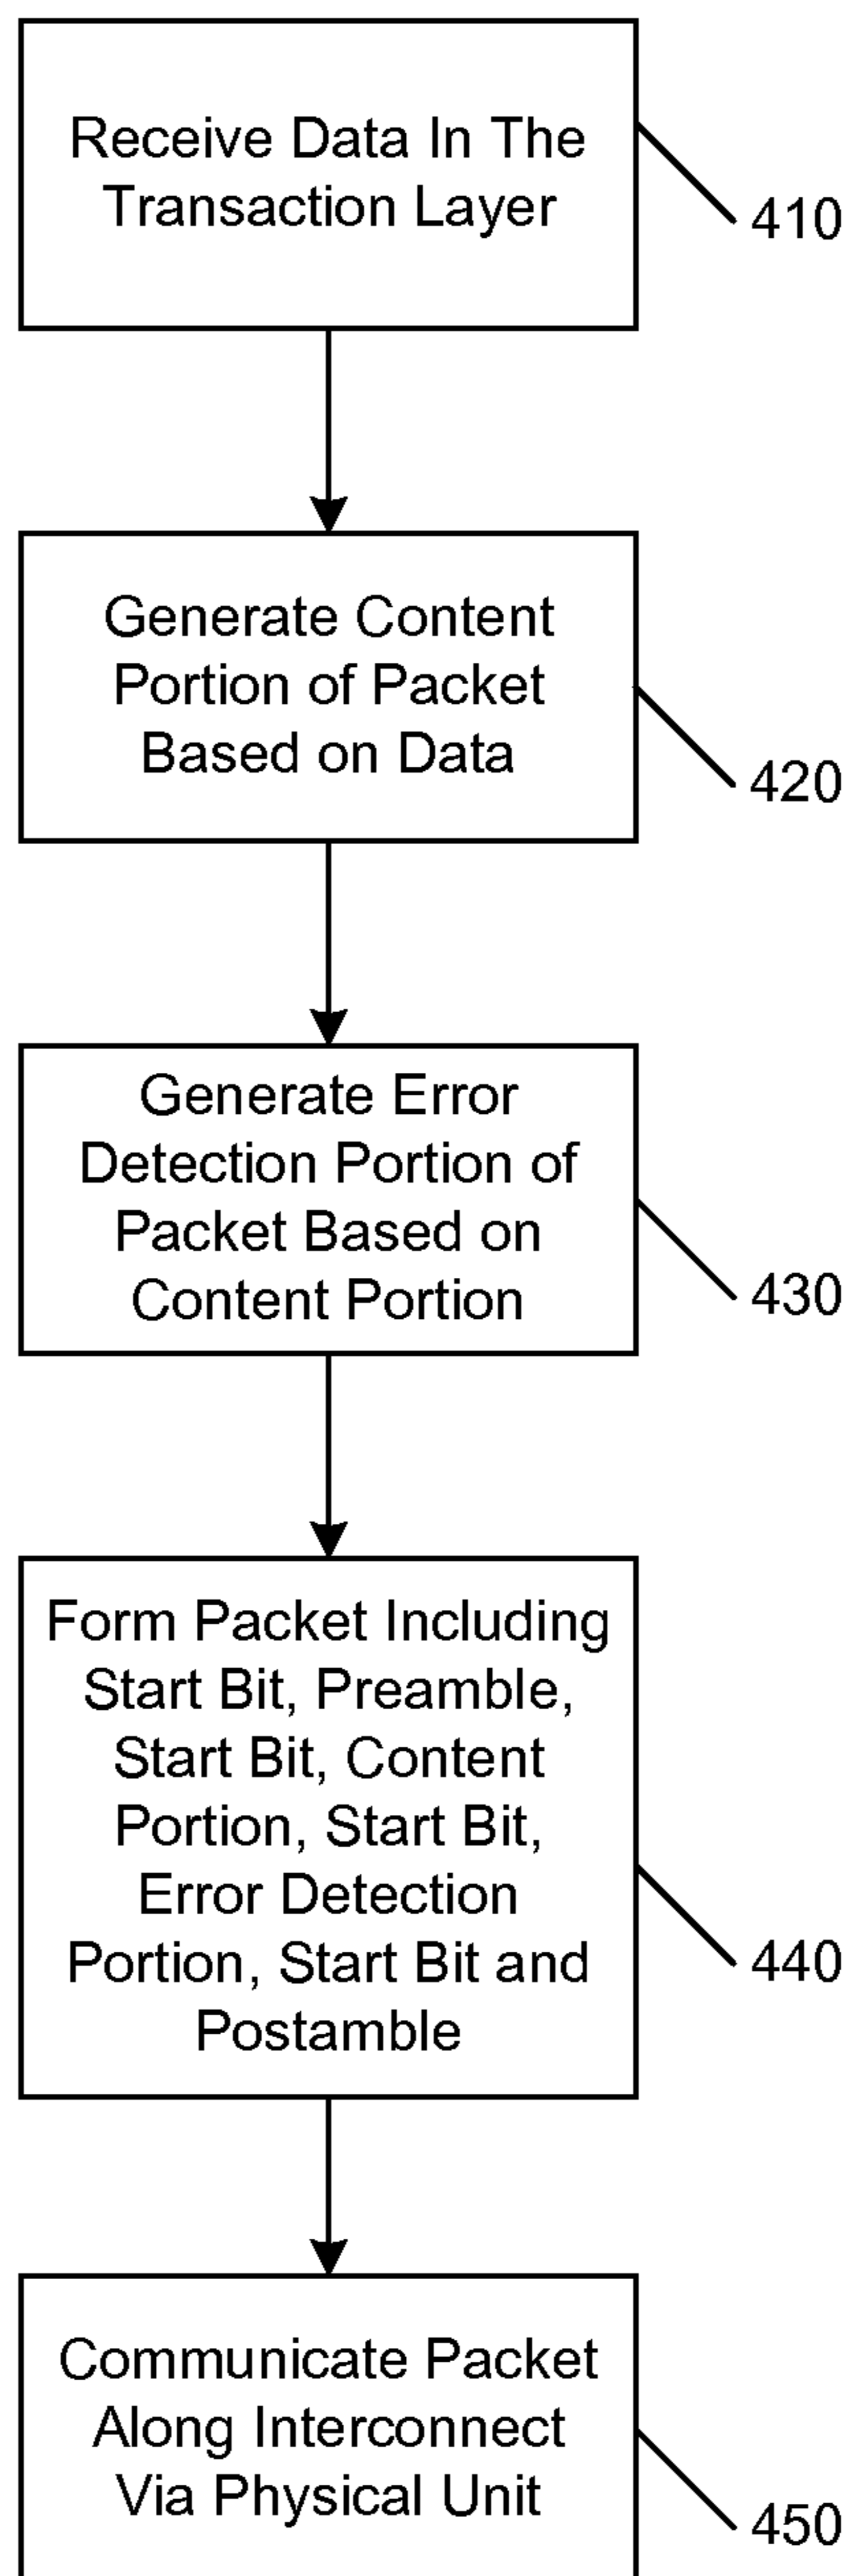 Receive Data In The
Transaction Layer
410
Generate Content
Portion of Packet
Based on Data
420
Generate Error
Detection Portion of
Packet Based on
Content Portion
430
Form Packet Including
Start Bit, Preamble,
Start Bit, Content
Portion, Start Bit,
Error Detection
Portion, Start Bit and
Postamble
440
Communicate Packet
Along Interconnect
Via Physical Unit
450